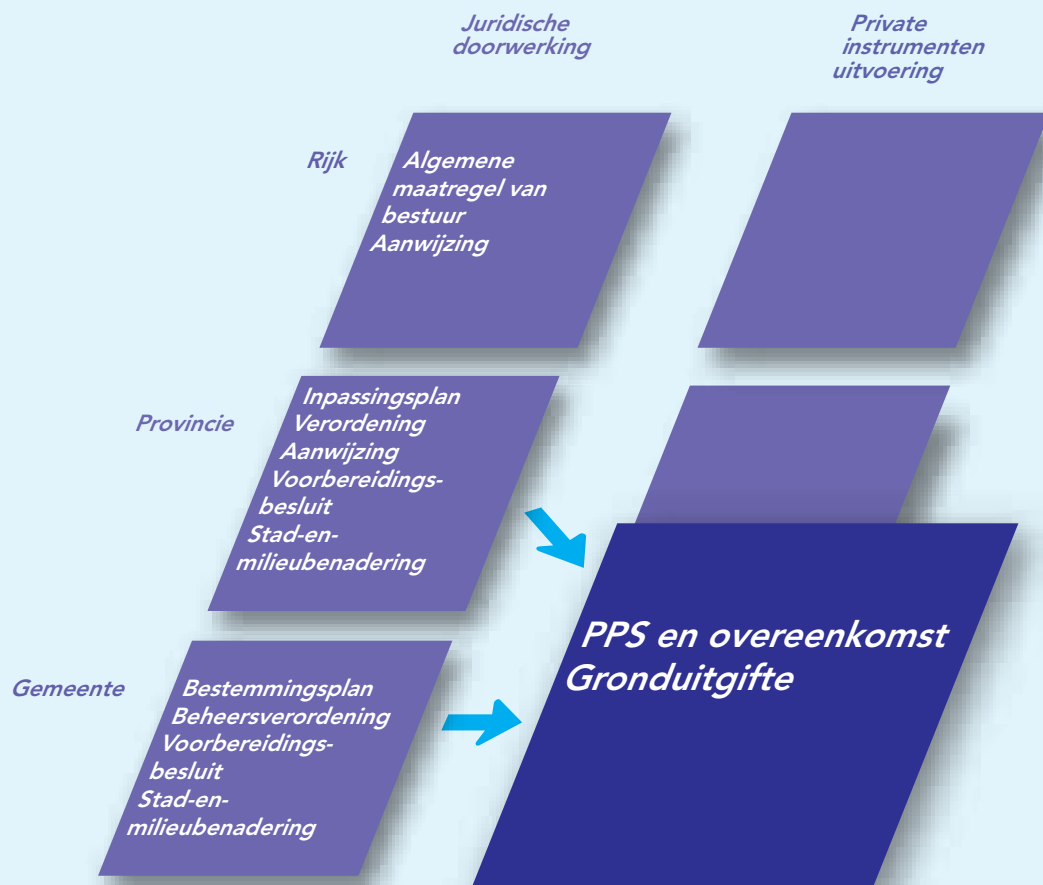 Juridische
doorwerking
Private
instrumenten
uitvoering
Rijk
Algemene
maatregel van
bestuur
Aanwijzing
Provincie
Inpassingsplan
Verordening
Aanwijzing
Voorbereidings-
besluit
Stad-en-
milieubenadering
Gemeente
Bestemmingsplan
Beheersverordening
Voorbereidings-
besluit
Stad-en-
milieubenadering
PPS en overeenkomst
Gronduitgifte